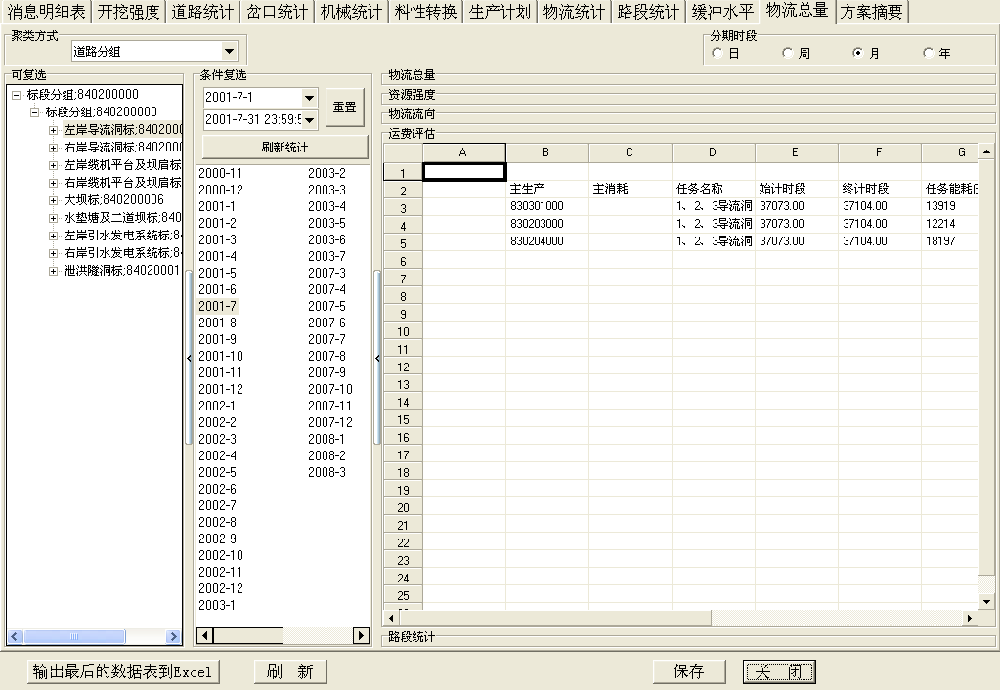 消息明细表 开挖强度 道路统计 岔口统计 机械统计 料性转换 生产计划 物流统计 路段统计 缓冲水平 物流总量 方案摘要
聚类方式
道路分组
分期时段
日 周 月 年
可复选
标段分组;840200000
标段分组;840200000
左岸导流洞标;8402000
右岸导流洞标;8402000
左岸缆机平台及坝肩标
右岸缆机平台及坝肩标
大坝标;840200006
水垫塘及二道坝标;840
左岸引水发电系统标;8
右岸引水发电系统标;8
泄洪隧洞标;84020001
条件复选
2001-7-1
2001-7-31 23:59:5
重置
刷新统计
2000-11 2003-2
2000-12 2003-3
2001-1 2003-4
2001-2 2003-5
2001-3 2003-6
2001-4 2003-7
2001-5 2007-3
2001-6 2007-4
2001-7 2007-5
2001-8 2007-6
2001-9 2007-7
2001-10 2007-8
2001-11 2007-9
2001-12 2007-10
2002-1 2007-11
2002-2 2007-12
2002-3 2008-1
2002-4 2008-2
2002-5 2008-3
2002-6
2002-7
2002-8
2002-9
2002-10
2002-11
2002-12
2003-1
物流总量
资源强度
物流流向
运费评估
A B C D E F G
1
2 主生产 主消耗 任务名称 始计时段 终计时段 任务能耗
3 830301000 1、2、3导流洞 37073.00 37104.00 13919
4 830203000 1、2、3导流洞 37073.00 37104.00 12214
5 830204000 1、2、3导流洞 37073.00 37104.00 18197
6
7
8
9
10
11
12
13
14
15
16
17
18
19
20
21
22
23
24
25
路段统计
输出最后的数据表到Excel 刷 新 保存 关 闭